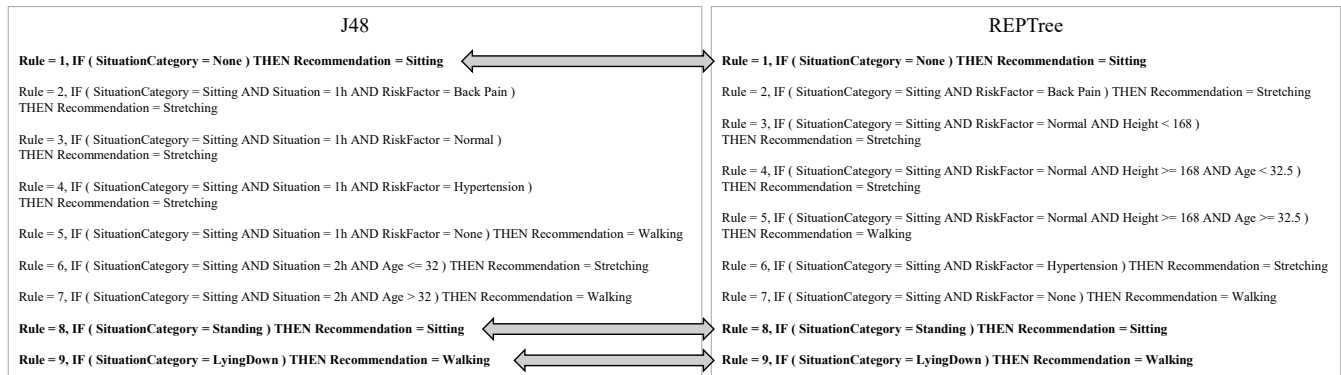 J48
Rule = 1, IF ( SituationCategory = None ) THEN Recommendation = Sitting
Rule = 2, IF ( SituationCategory = Sitting AND Situation = 1h AND RiskFactor = Back Pain )
THEN Recommendation = Stretching
Rule = 3, IF ( SituationCategory = Sitting AND Situation = 1h AND RiskFactor = Normal )
THEN Recommendation = Stretching
Rule = 4, IF ( SituationCategory = Sitting AND Situation = 1h AND RiskFactor = Hypertension )
THEN Recommendation = Stretching
Rule = 5, IF ( SituationCategory = Sitting AND Situation = 1h AND RiskFactor = None ) THEN Recommendation = Walking
Rule = 6, IF ( SituationCategory = Sitting AND Situation = 2h AND Age <= 32 ) THEN Recommendation = Stretching
Rule = 7, IF ( SituationCategory = Sitting AND Situation = 2h AND Age > 32 ) THEN Recommendation = Walking
Rule = 8, IF ( SituationCategory = Standing ) THEN Recommendation = Sitting
Rule = 9, IF ( SituationCategory = LyingDown ) THEN Recommendation = Walking
REPTree
Rule = 1, IF ( SituationCategory = None ) THEN Recommendation = Sitting
Rule = 2, IF ( SituationCategory = Sitting AND RiskFactor = Back Pain ) THEN Recommendation = Stretching
Rule = 3, IF ( SituationCategory = Sitting AND RiskFactor = Normal AND Height < 168 )
THEN Recommendation = Stretching
Rule = 4, IF ( SituationCategory = Sitting AND RiskFactor = Normal AND Height >= 168 AND Age < 32.5 )
THEN Recommendation = Stretching
Rule = 5, IF ( SituationCategory = Sitting AND RiskFactor = Normal AND Height >= 168 AND Age >= 32.5 )
THEN Recommendation = Walking
Rule = 6, IF ( SituationCategory = Sitting AND RiskFactor = Hypertension ) THEN Recommendation = Stretching
Rule = 7, IF ( SituationCategory = Sitting AND RiskFactor = None ) THEN Recommendation = Walking
Rule = 8, IF ( SituationCategory = Standing ) THEN Recommendation = Sitting
Rule = 9, IF ( SituationCategory = LyingDown ) THEN Recommendation = Walking